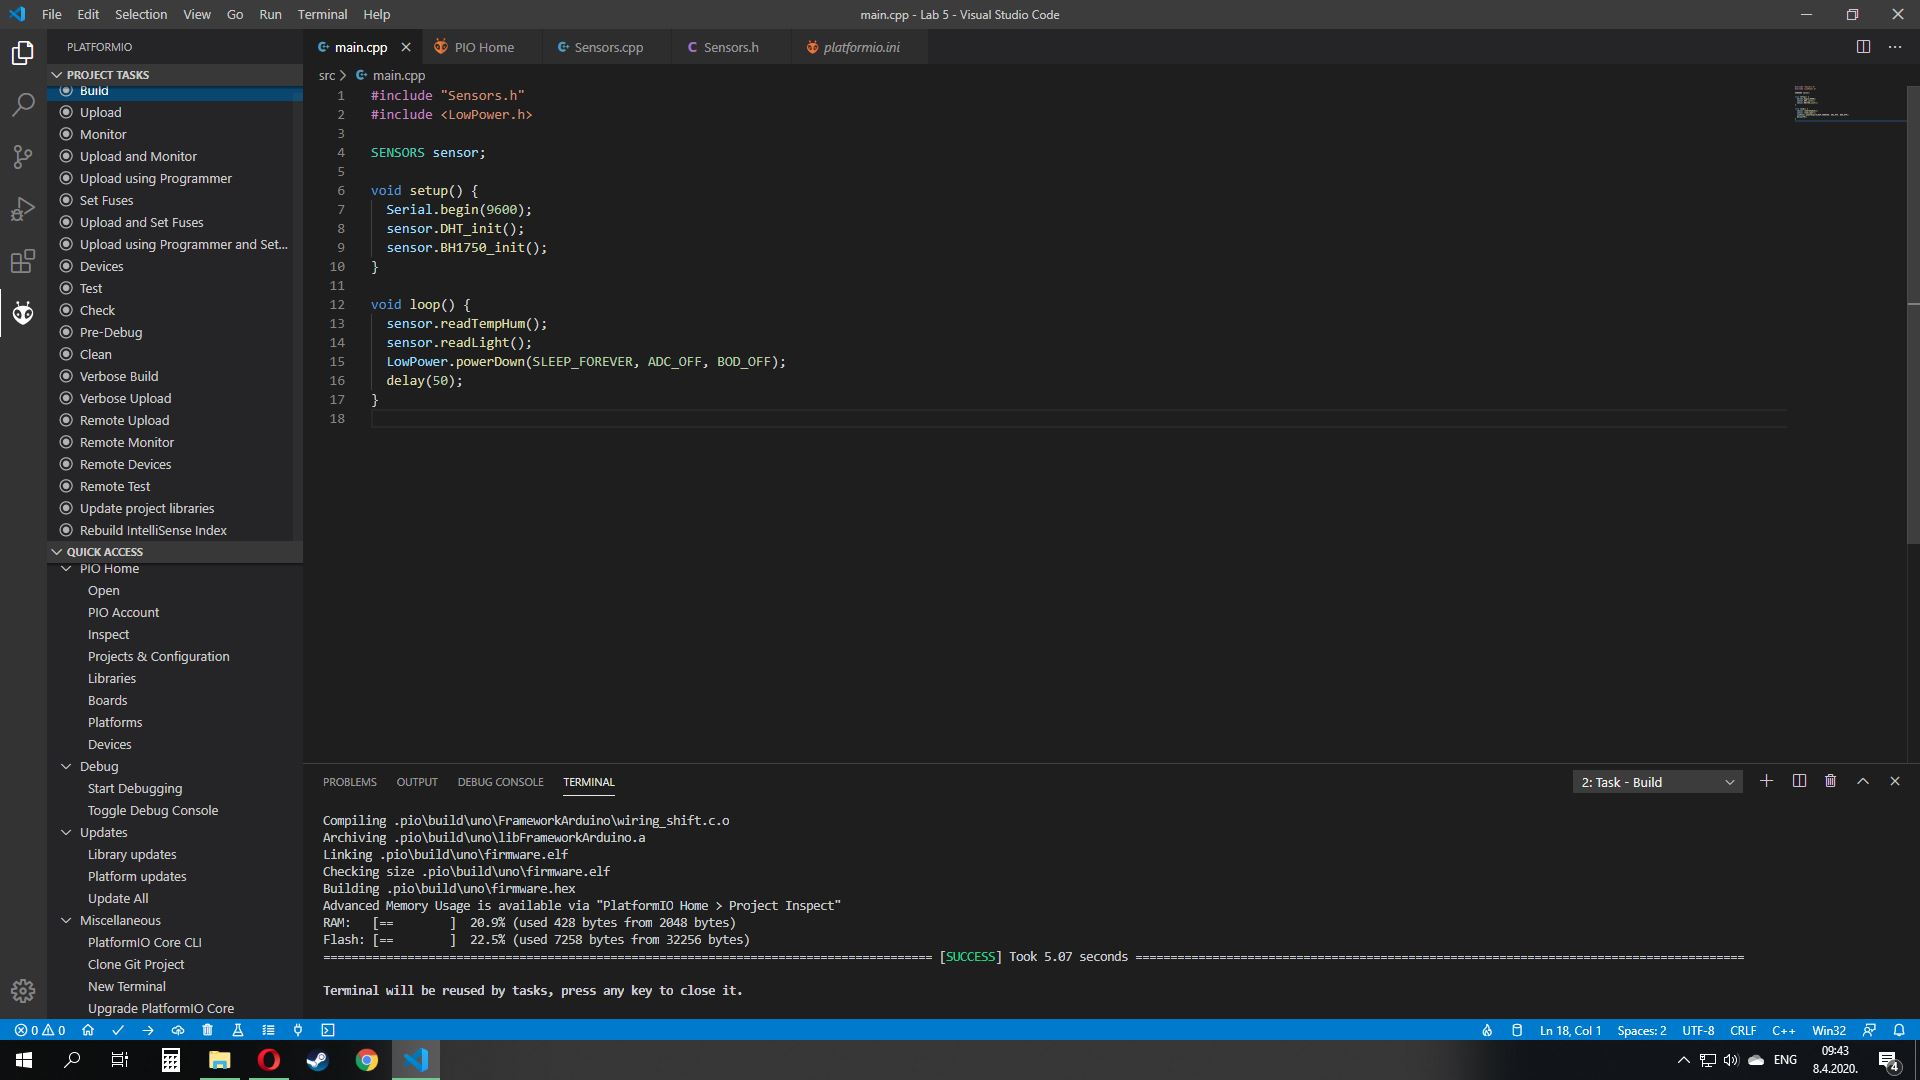 File Edit Selection View Go Run Terminal Help
main.cpp - Lab 5 - Visual Studio Code
PLATFORMIO
PROJECT TASKS
Build
Upload
Monitor
Upload and Monitor
Upload using Programmer
Set Fuses
Upload and Set Fuses
Upload using Programmer and Set...
Devices
Test
Check
Pre-Debug
Clean
Verbose Build
Verbose Upload
Remote Upload
Remote Monitor
Remote Devices
Remote Test
Update project libraries
Rebuild IntelliSense Index
QUICK ACCESS
PIO Home
Open
PIO Account
Inspect
Projects & Configuration
Libraries
Boards
Platforms
Devices
Debug
Start Debugging
Toggle Debug Console
Updates
Library updates
Platform updates
Update All
Miscellaneous
PlatformIO Core CLI
Clone Git Project
New Terminal
Upgrade PlatformIO Core
main.cpp PIO Home Sensors.cpp C Sensors.h platformio.ini
src > main.cpp
1 #include "Sensors.h"
2 #include <LowPower.h>
3
4 SENSORS sensor;
5
6 void setup() {
7 Serial.begin(9600);
8 sensor.DHT_init();
9 sensor.BH1750_init();
10 }
11
12 void loop() {
13 sensor.readTempHum();
14 sensor.readLight();
15 LowPower.powerDown(SLEEP_FOREVER, ADC_OFF, BOD_OFF);
16 delay(50);
17 }
18
PROBLEMS OUTPUT DEBUG CONSOLE TERMINAL
2: Task - Build
Compiling .pio\build\uno\FrameworkArduino\wiring_shift.c.o
Archiving .pio\build\uno\libFrameworkArduino.a
Linking .pio\build\uno\firmware.elf
Checking size .pio\build\uno\firmware.elf
Building .pio\build\uno\firmware.hex
Advanced Memory Usage is available via "PlatformIO Home > Project Inspect"
RAM: [== ] 20.9% (used 428 bytes from 2048 bytes)
Flash: [== ] 22.5% (used 7258 bytes from 32256 bytes)
[SUCCESS] Took 5.07 seconds
Terminal will be reused by tasks, press any key to close it.
0 0
Ln 18, Col 1 Spaces: 2 UTF-8 CRLF C++ Win32
ENG
09:43
8.4.2020.
4